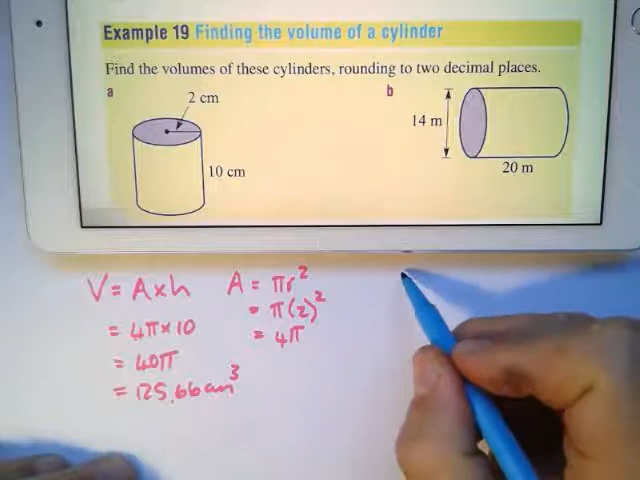 Example 19 Finding the volume of a cylinder
Find the volumes of these cylinders, rounding to two decimal places.
a
2 cm
10 cm
b
14 m
20 m
V = A×h
= 4π×10
= 40π
= 125.66cm³
A = πr²
= π(2)²
= 4π